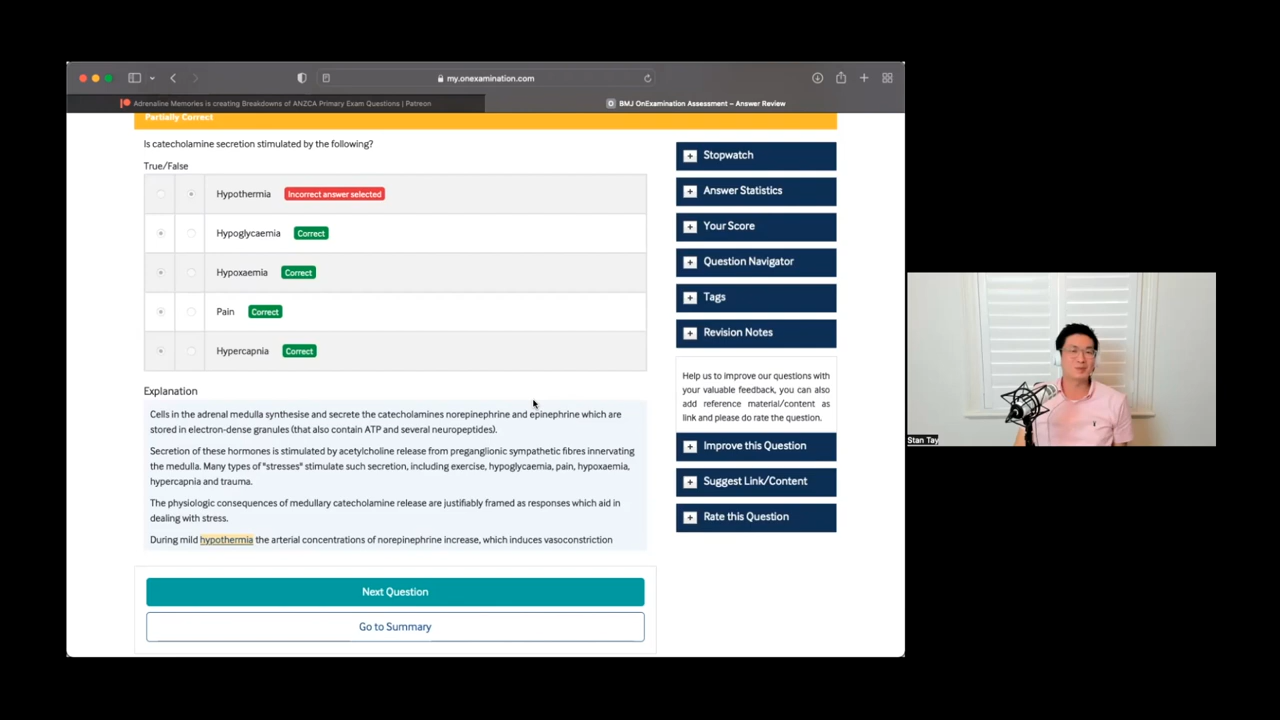 my.onexamination.com
Adrenaline Memories is creating Breakdowns of ANZCA Primary Exam Questions | Patreon
BMJ OnExamination Assessment – Answer Review
Partially Correct
Is catecholamine secretion stimulated by the following?
True/False
Hypothermia Incorrect answer selected
Hypoglycaemia Correct
Hypoxaemia Correct
Pain Correct
Hypercapnia Correct
Explanation
Cells in the adrenal medulla synthesise and secrete the catecholamines norepinephrine and epinephrine which are
stored in electron-dense granules (that also contain ATP and several neuropeptides).
Secretion of these hormones is stimulated by acetylcholine release from preganglionic sympathetic fibres innervating
the medulla. Many types of "stresses" stimulate such secretion, including exercise, hypoglycaemia, pain, hypoxaemia,
hypercapnia and trauma.
The physiologic consequences of medullary catecholamine release are justifiably framed as responses which aid in
dealing with stress.
During mild hypothermia the arterial concentrations of norepinephrine increase, which induces vasoconstriction
Next Question
Go to Summary
Stopwatch
Answer Statistics
Your Score
Question Navigator
Tags
Revision Notes
Help us to improve our questions with
your valuable feedback, you can also
add reference material/content as
link and please do rate the question.
Improve this Question
Suggest Link/Content
Rate this Question
Stan Tay